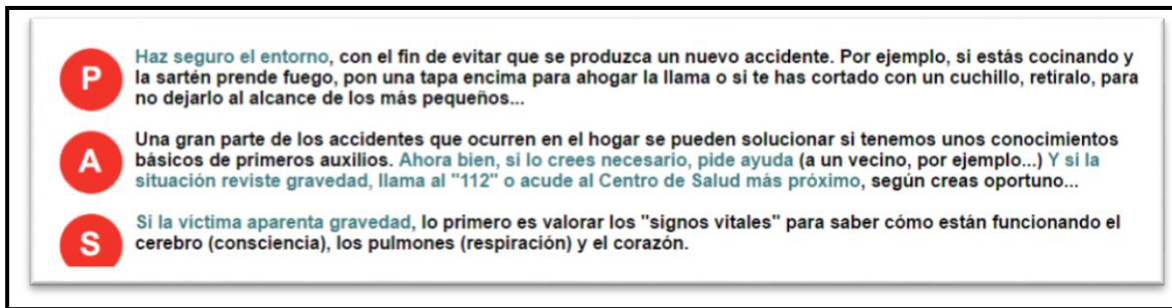 P
Haz seguro el entorno, con el fin de evitar que se produzca un nuevo accidente. Por ejemplo, si estás cocinando y
la sartén prende fuego, pon una tapa encima para ahogar la llama o si te has cortado con un cuchillo, retíralo, para
no dejarlo al alcance de los más pequeños...
A
Una gran parte de los accidentes que ocurren en el hogar se pueden solucionar si tenemos unos conocimientos
básicos de primeros auxilios. Ahora bien, si lo crees necesario, pide ayuda (a un vecino, por ejemplo...) Y si la
situación reviste gravedad, llama al "112" o acude al Centro de Salud más próximo, según creas oportuno...
S
Si la víctima aparenta gravedad, lo primero es valorar los "signos vitales" para saber cómo están funcionando el
cerebro (consciencia), los pulmones (respiración) y el corazón.